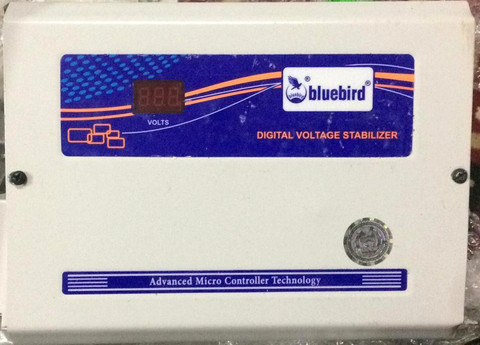 bluebird®
VOLTS
DIGITAL VOLTAGE STABILIZER
Advanced Micro Controller Technology